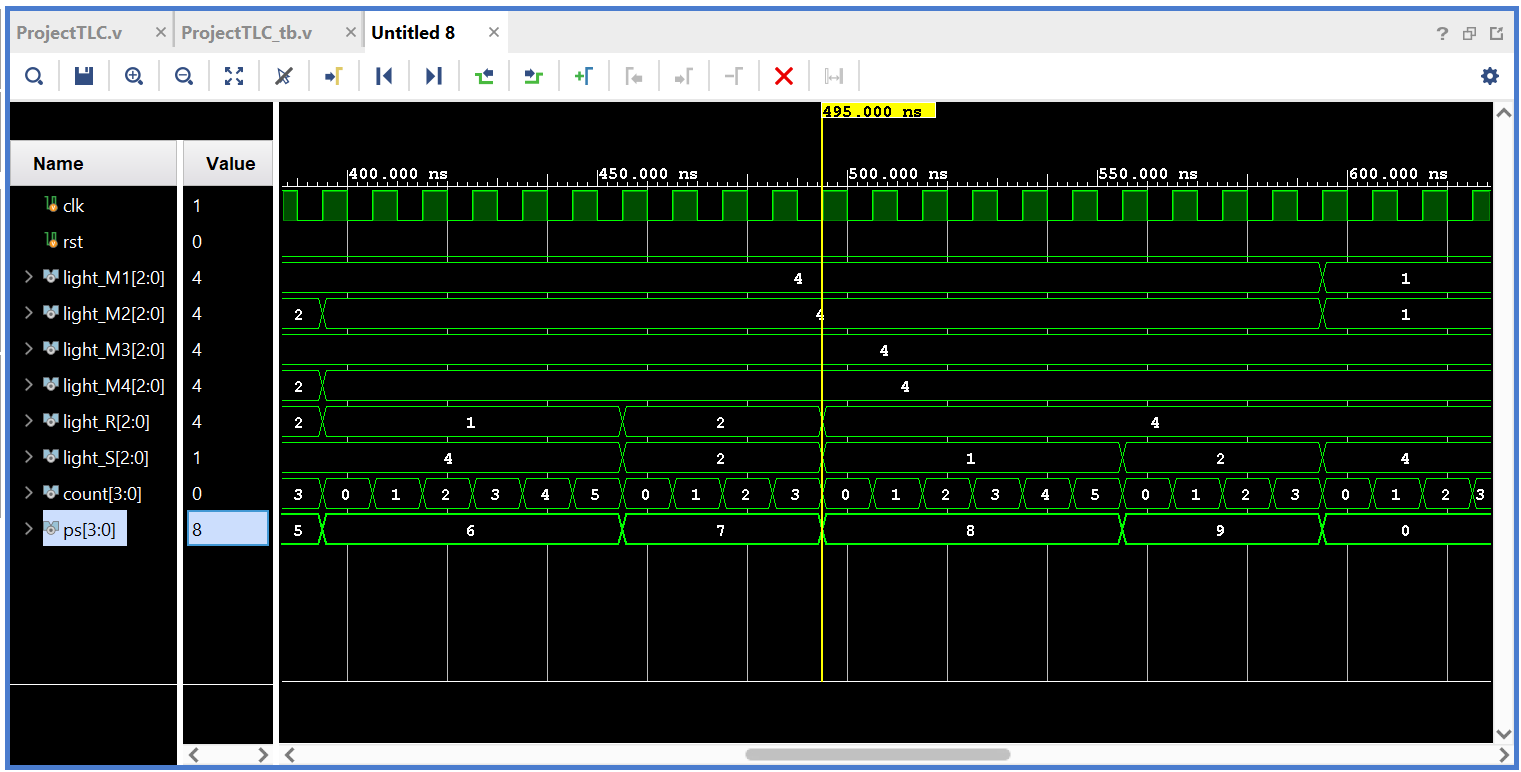 ProjectTLC.v × ProjectTLC_tb.v × Untitled 8 × ?
495.000 ns
Name Value 400.000 ns 450.000 ns 500.000 ns 550.000 ns 600.000 ns
clk 1
rst 0
light_M1[2:0] 4 4 1
light_M2[2:0] 4 2 4 1
light_M3[2:0] 4 4
light_M4[2:0] 4 2 4
light_R[2:0] 4 2 1 2 4
light_S[2:0] 1 4 2 1 2 4
count[3:0] 0 3 0 1 2 3 4 5 0 1 2 3 0 1 2 3 4 5 0 1 2 3 0 1 2 3
ps[3:0] 8 5 6 7 8 9 0